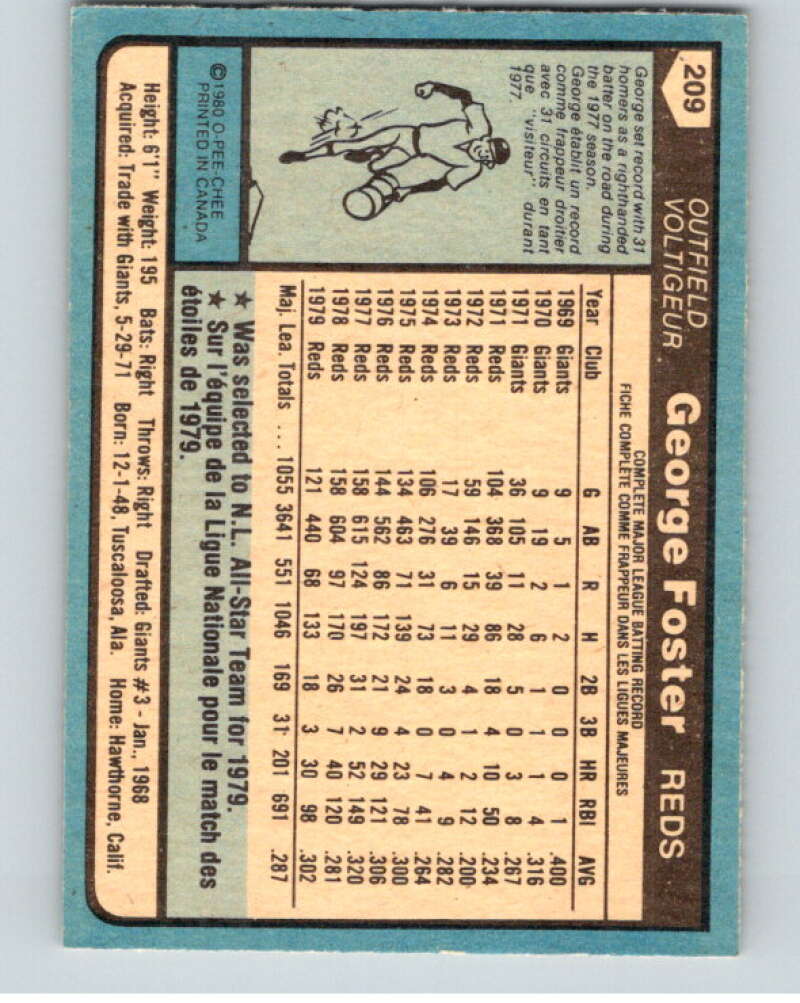 209
OUTFIELD
VOLTIGEUR
George Foster REDS
George set record with 31
homers as a righthanded
batter on the road during
the 1977 season.
George établit un record
comme frappeur droitier
avec 31 circuits en tant
que "visiteur" durant
1977.
©1980 O-PEE-CHEE
PRINTED IN CANADA
COMPLETE MAJOR LEAGUE BATTING RECORD
FICHE COMPLÈTE COMME FRAPPEUR DANS LES LIGUES MAJEURES
Year Club G AB R H 2B 3B HR RBI AVG
1969 Giants 9 5 1 2 0 0 0 1 .400
1970 Giants 9 19 2 6 1 1 1 4 .316
1971 Giants 36 105 11 28 5 0 3 8 .267
1971 Reds 104 368 39 86 18 4 10 50 .234
1972 Reds 59 146 15 29 4 1 2 12 .200
1973 Reds 17 39 6 11 3 0 4 9 .282
1974 Reds 106 276 31 73 18 0 7 41 .264
1975 Reds 134 463 71 139 24 4 23 78 .300
1976 Reds 144 562 86 172 21 9 29 121 .306
1977 Reds 158 615 124 197 31 2 52 149 .320
1978 Reds 158 604 97 170 26 7 40 120 .281
1979 Reds 121 440 68 133 18 3 30 98 .302
Maj. Lea. Totals ... 1055 3641 551 1046 169 31 201 691 .287
★ Was selected to N.L. All-Star Team for 1979.
★ Sur l'équipe de la Ligue Nationale pour le match des
étoiles de 1979.
Height: 6'1" Weight: 195 Bats: Right Throws: Right Drafted: Giants #3 - Jan., 1968
Acquired: Trade with Giants, 5-29-71 Born: 12-1-48, Tuscaloosa, Ala. Home: Hawthorne, Calif.